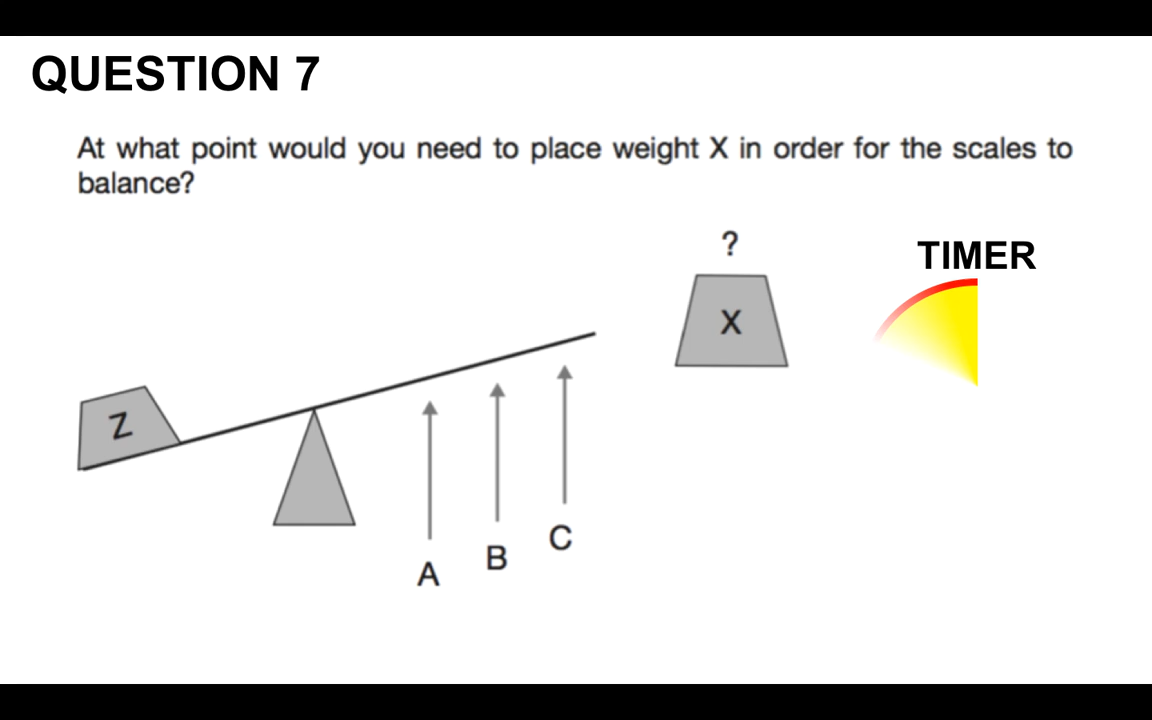 QUESTION 7
At what point would you need to place weight X in order for the scales to
balance?
?
TIMER
X
Z
A
B
C